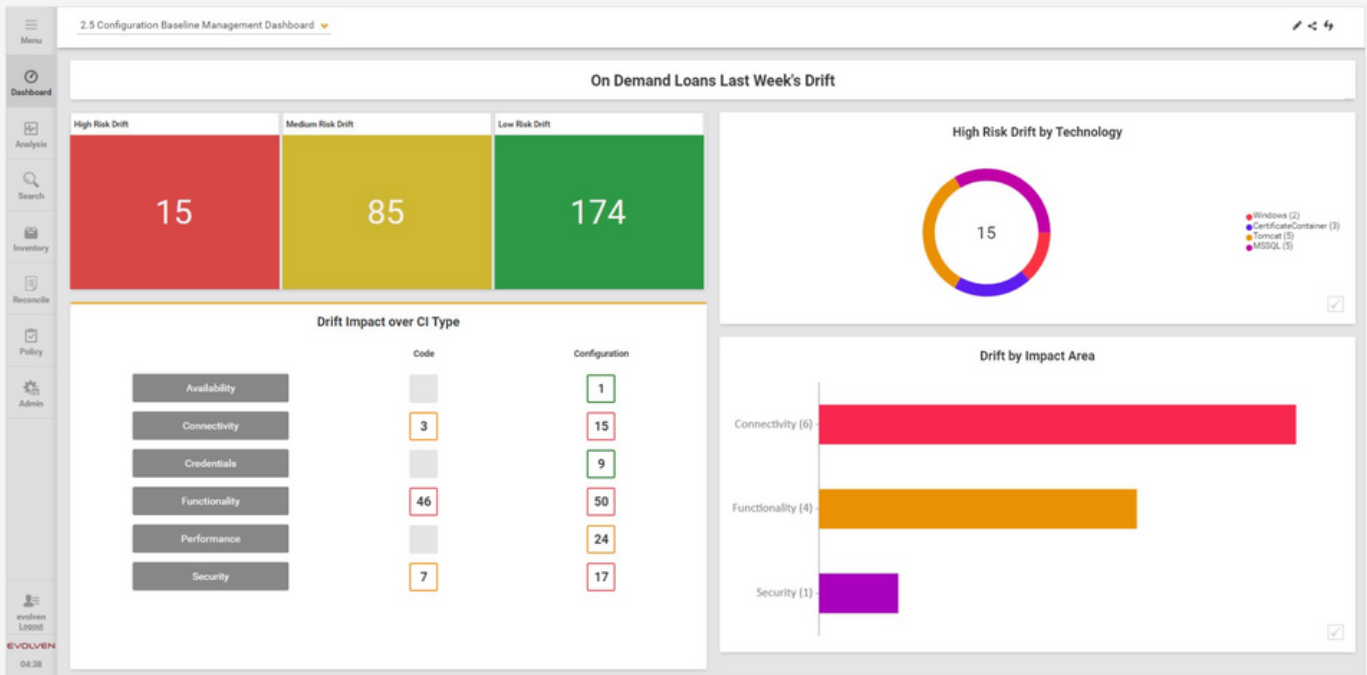 2.5 Configuration Baseline Management Dashboard
Menu
Dashboard
Analysis
Search
Inventory
Reconcile
Policy
Admin
evolven
Logout
EVOLVEN
04:38
On Demand Loans Last Week's Drift
High Risk Drift
Medium Risk Drift
Low Risk Drift
15
85
174
High Risk Drift by Technology
15
Windows (2)
CertificateContainer (3)
Tomcat (5)
MSSQL (5)
Drift Impact over CI Type
Code Configuration
Availability 1
Connectivity 3 15
Credentials 9
Functionality 46 50
Performance 24
Security 7 17
Drift by Impact Area
Connectivity (6)
Functionality (4)
Security (1)